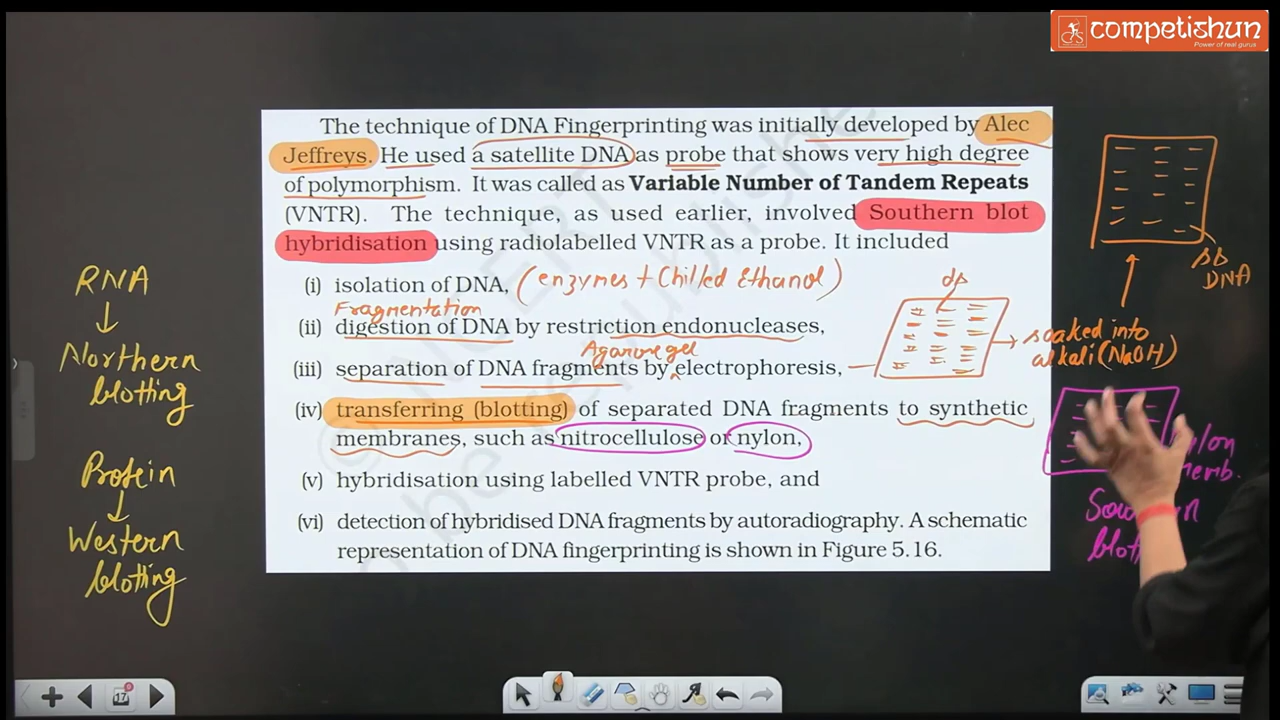 competishun
Power of real gurus
The technique of DNA Fingerprinting was initially developed by Alec
Jeffreys. He used a satellite DNA as probe that shows very high degree
of polymorphism. It was called as Variable Number of Tandem Repeats
(VNTR). The technique, as used earlier, involved Southern blot
hybridisation using radiolabelled VNTR as a probe. It included
(i) isolation of DNA, (enzymes + Chilled Ethanol)
Fragmentation
(ii) digestion of DNA by restriction endonucleases,
Agarose gel
(iii) separation of DNA fragments by electrophoresis,
(iv) transferring (blotting) of separated DNA fragments to synthetic
membranes, such as nitrocellulose or nylon,
(v) hybridisation using labelled VNTR probe, and
(vi) detection of hybridised DNA fragments by autoradiography. A schematic
representation of DNA fingerprinting is shown in Figure 5.16.
RNA
Northern
blotting
Protein
Western
blotting
ds
ss
DNA
soaked into
alkali (NaOH)
17